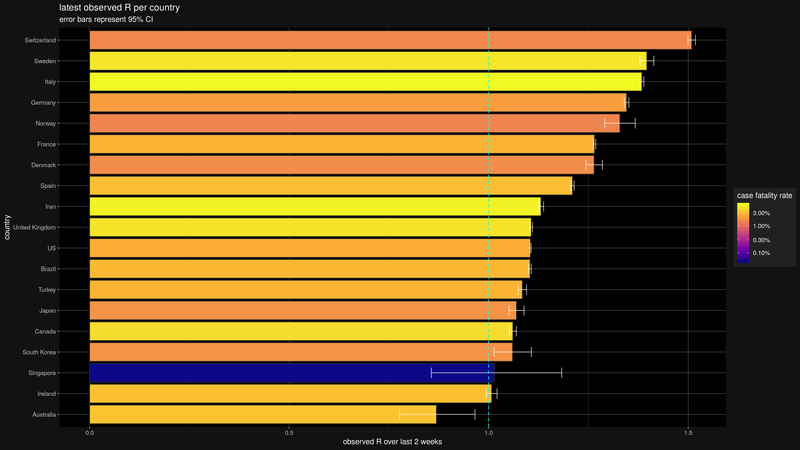 latest observed R per country
error bars represent 95% CI
Switzerland
Sweden
Italy
Germany
Norway
France
Denmark
Spain
Iran
United Kingdom
US
Brazil
Turkey
Japan
Canada
South Korea
Singapore
Ireland
Australia
country
0.0
0.5
1.0
1.5
observed R over last 2 weeks
case fatality rate
3.00%
1.00%
0.30%
0.10%